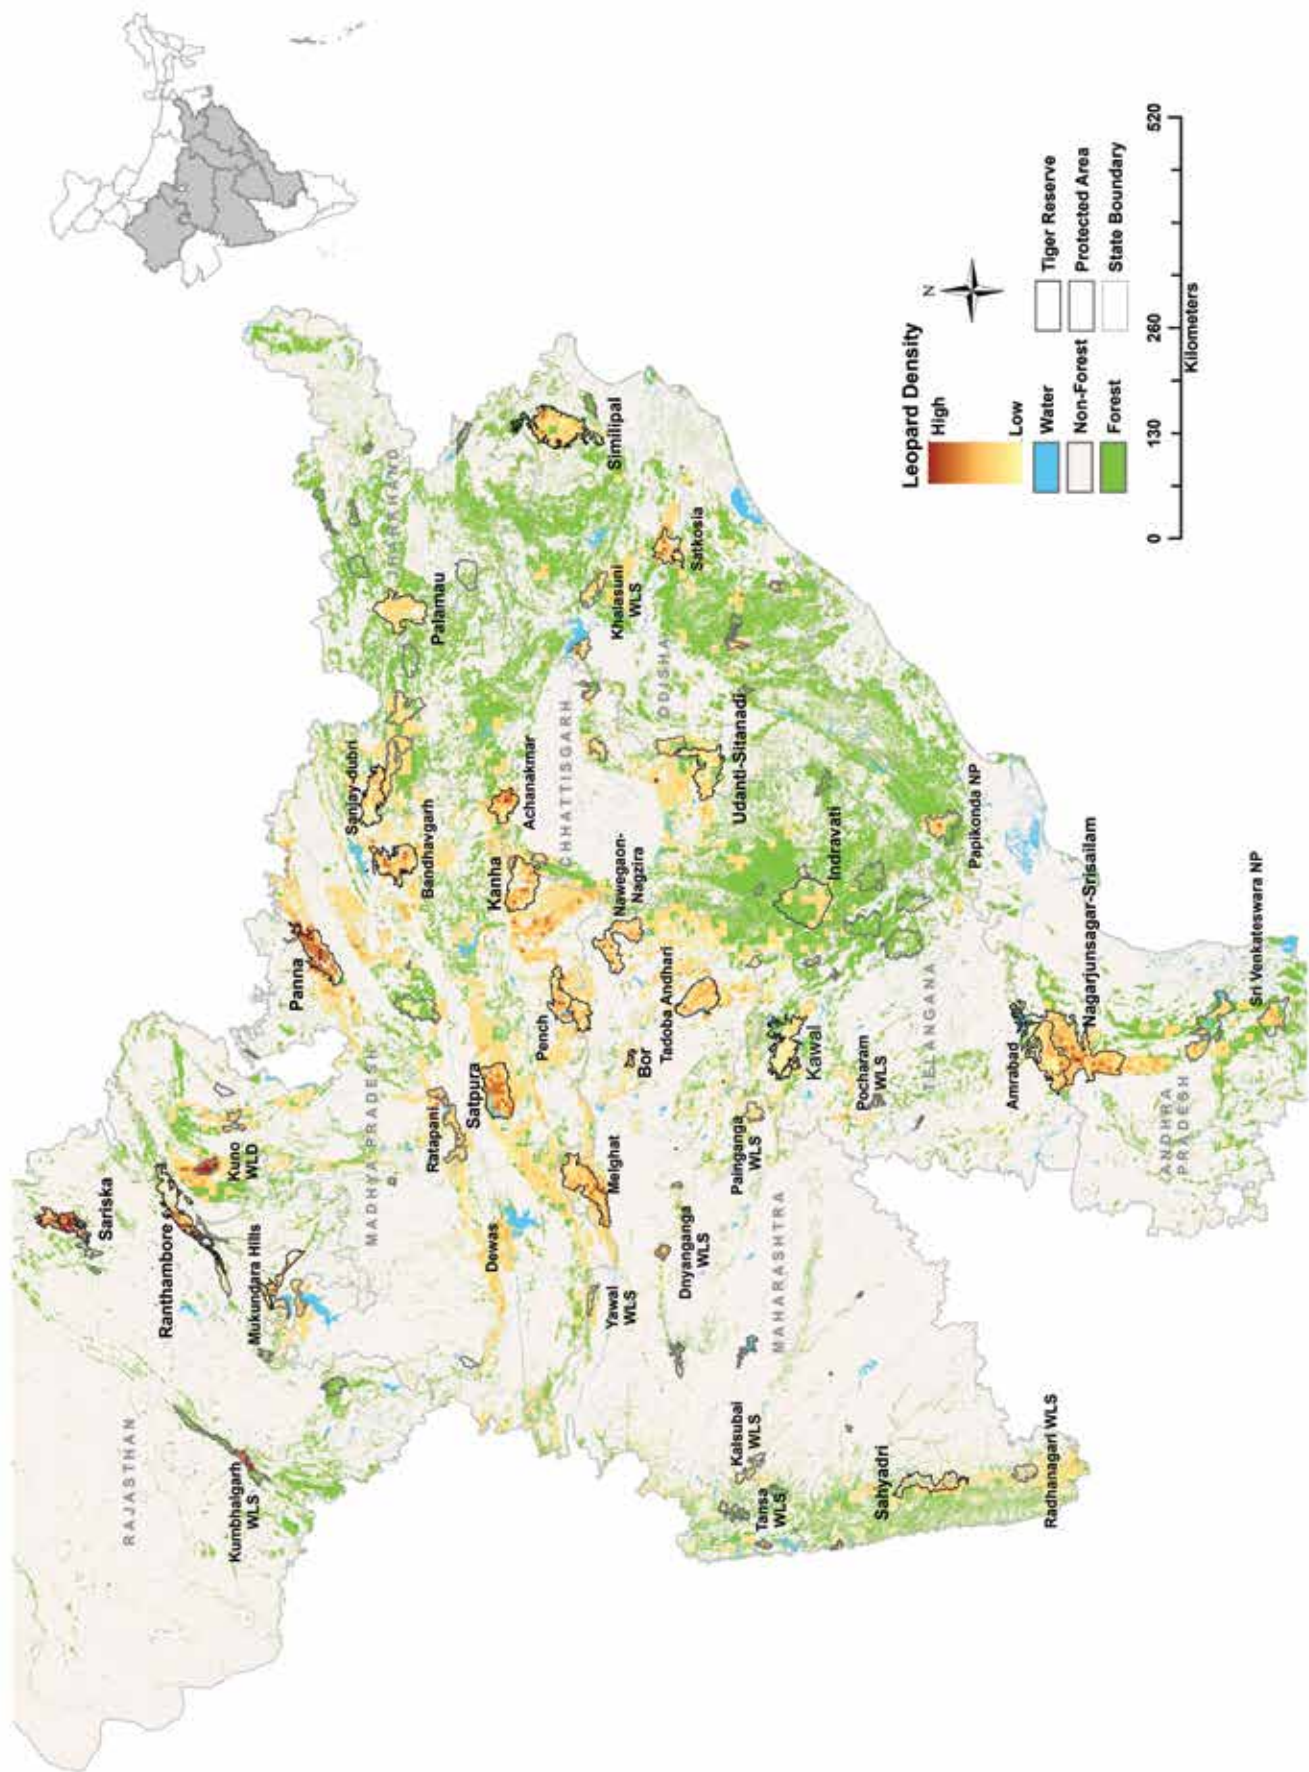 RAJASTHAN
Kumbhalgarh
WLS
Sariska
Ranthambore
Mukundara Hills
Kuno
WLD
MADHYA PRADESH
Panna
Ratapani
Satpura
Dewas
Sanjay-dubri
Bandhavgarh
Palamau
JHARKHAND
Kanha
Achanakmar
CHHATTISGARH
Pench
Melghat
Yawal
WLS
Nawegaon-
Nagzira
Bor
Tadoba Andhari
Khalasuni
WLS
ODISHA
Similipal
Satkosia
Dnyanganga
WLS
Udanti-Sitanadi
Painganga
WLS
MAHARASHTRA
Kalsubai
WLS
Tansa
WLS
Kawal
Indravati
Pocharam
WLS
TELANGANA
Papikonda NP
Sahyadri
Radhanagari WLS
Amrabad
Nagarjunsagar-Srisailam
ANDHRA
PRADESH
Sri Venkateswara NP
N
Leopard Density
High
Low
Water
Non-Forest
Forest
Tiger Reserve
Protected Area
State Boundary
0 130 260 520
Kilometers